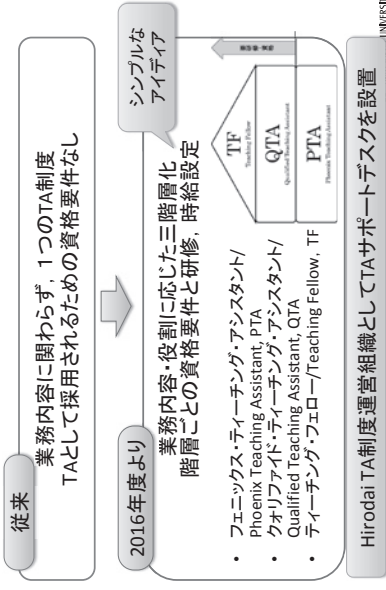 従来
業務内容に関わらず，1つのTA制度
TAとして採用されるための資格要件なし
2016年度より
シンプルな
アイディア
業務内容・役割に応じた三階層化
階層ごとの資格要件と研修，時給設定
• フェニックス・ティーチング・アシスタント/
Phoenix Teaching Assistant, PTA
• クオリファイド・ティーチング・アシスタント/
Qualified Teaching Assistant, QTA
• ティーチング・フェロー/Teaching Fellow, TF
TF
Teaching Fellow
QTA
Qualified Teaching Assistant
PTA
Phoenix Teaching Assistant
Hirodai TA制度運営組織としてTAサポートデスクを設置